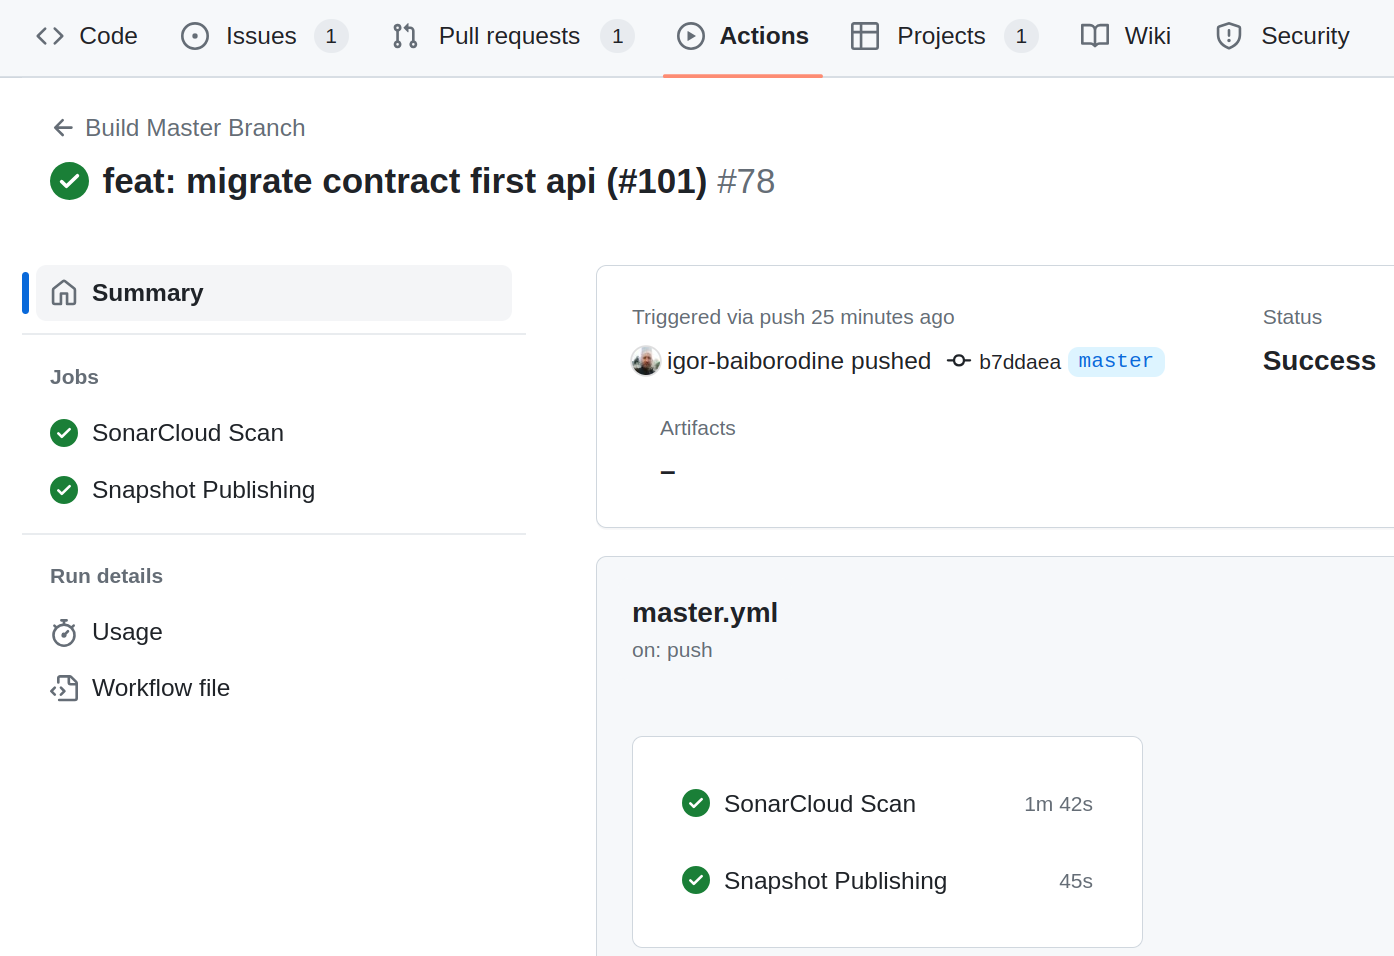 Code Issues 1 Pull requests 1 Actions Projects 1 Wiki Security
Build Master Branch
feat: migrate contract first api (#101) #78
Summary
Jobs
SonarCloud Scan
Snapshot Publishing
Run details
Usage
Workflow file
Triggered via push 25 minutes ago
igor-baiborodine pushed b7ddaea master
Status
Success
Artifacts
–
master.yml
on: push
SonarCloud Scan 1m 42s
Snapshot Publishing 45s